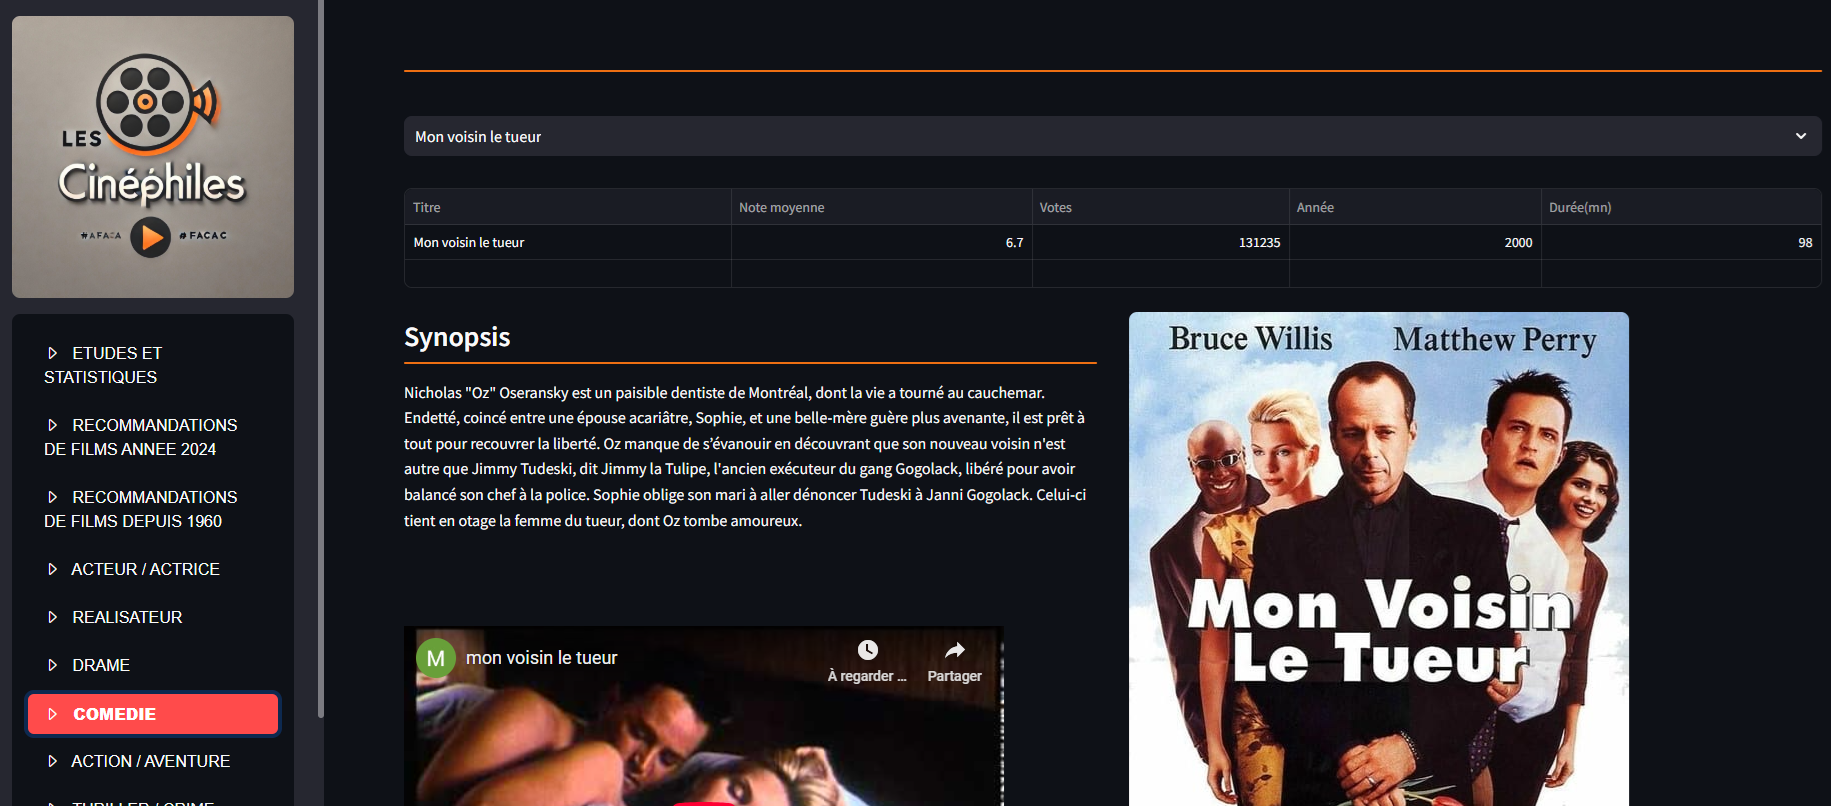 LES
Cinéphiles
#AFACA #FACAC
ETUDES ET
STATISTIQUES
RECOMMANDATIONS
DE FILMS ANNEE 2024
RECOMMANDATIONS
DE FILMS DEPUIS 1960
ACTEUR / ACTRICE
REALISATEUR
DRAME
COMEDIE
ACTION / AVENTURE
THRILLER / CRIME
Mon voisin le tueur
Titre Note moyenne Votes Année Durée(mn)
Mon voisin le tueur 6.7 131235 2000 98
Synopsis
Nicholas "Oz" Oseransky est un paisible dentiste de Montréal, dont la vie a tourné au cauchemar.
Endetté, coincé entre une épouse acariâtre, Sophie, et une belle-mère guère plus avenante, il est prêt à
tout pour recouvrer la liberté. Oz manque de s’évanouir en découvrant que son nouveau voisin n'est
autre que Jimmy Tudeski, dit Jimmy la Tulipe, l'ancien exécuteur du gang Gogolack, libéré pour avoir
balancé son chef à la police. Sophie oblige son mari à aller dénoncer Tudeski à Janni Gogolack. Celui-ci
tient en otage la femme du tueur, dont Oz tombe amoureux.
M mon voisin le tueur
À regarder ... Partager
Bruce Willis Matthew Perry
Mon Voisin
Le Tueur